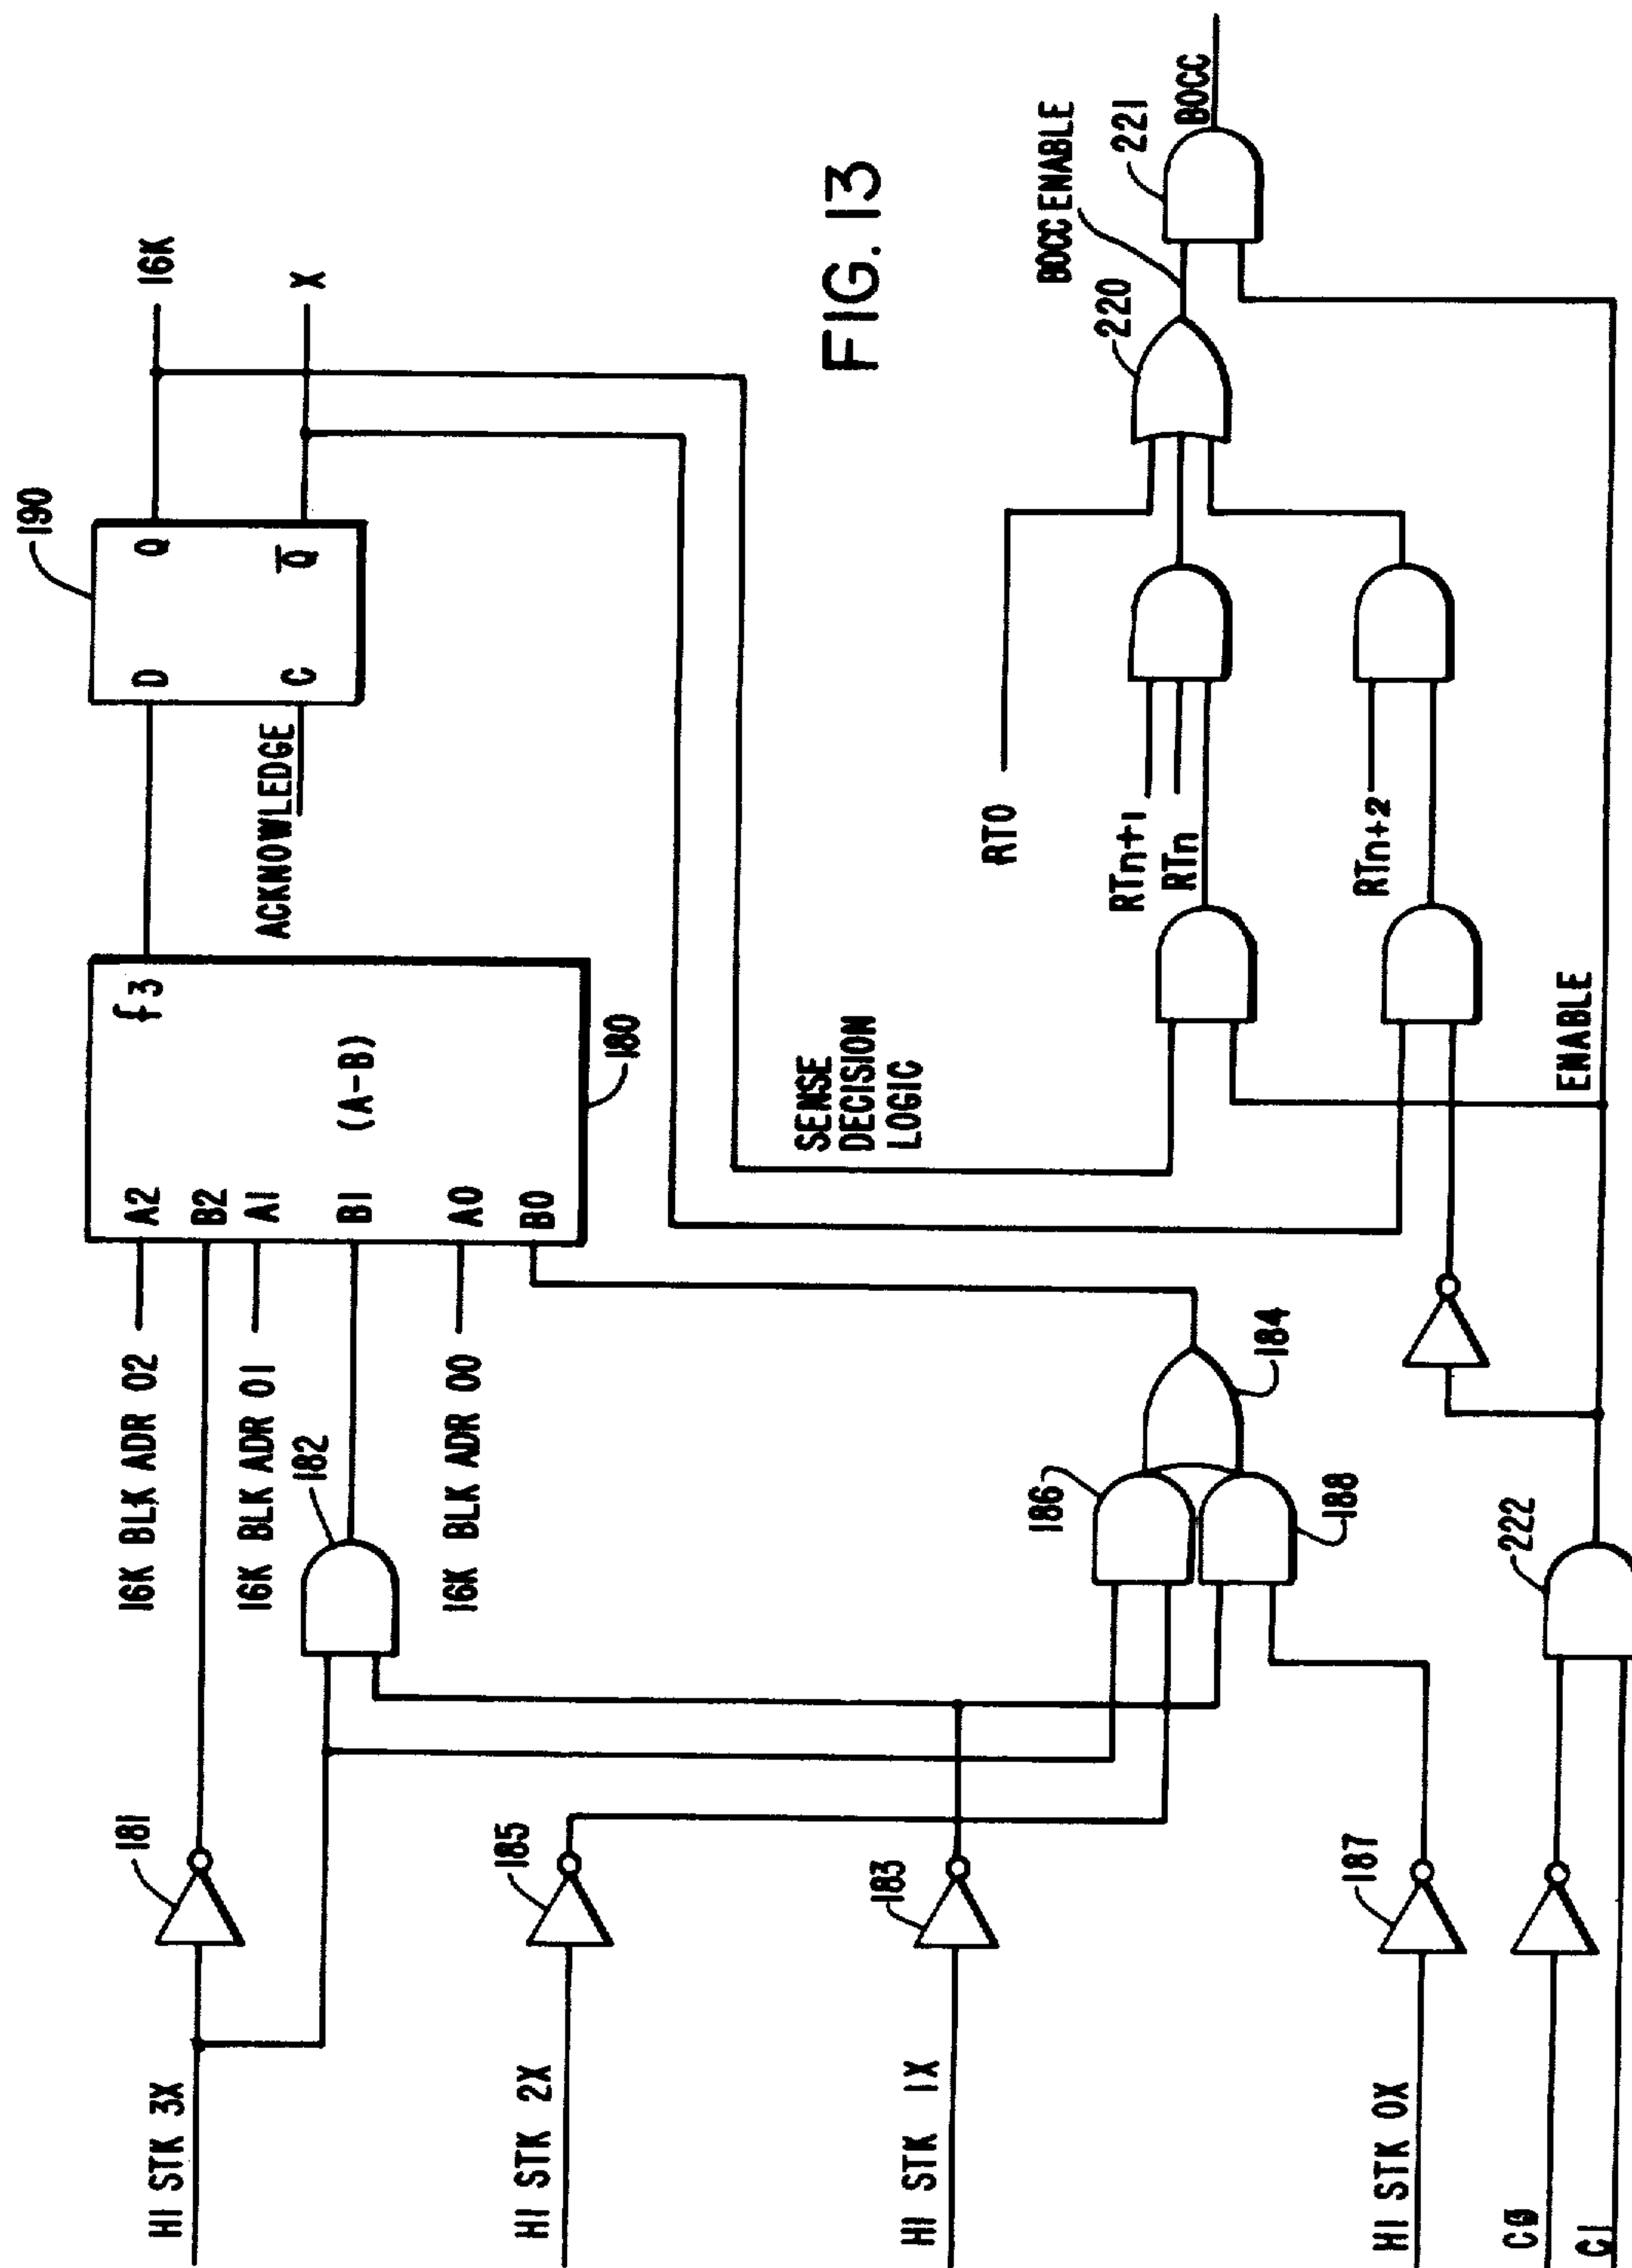 HI STK 3X
181
HI STK 2X
185
HI STK 1X
183
HI STK 0X
187
C0
C1
222
16K BLK ADR 02
16K BLK ADR 01
182
16K BLK ADR 00
186
188
184
A2
B2
A1
B1
A0
B0
f3
(A-B)
180
ACKNOWLEDGE
D
C
Q
Q̅
190
16K
X
SENSE
DECISION
LOGIC
ENABLE
RT0
RTn+1
RTn
RTn+2
220
BOCC ENABLE
221
BOCC
FIG. 13